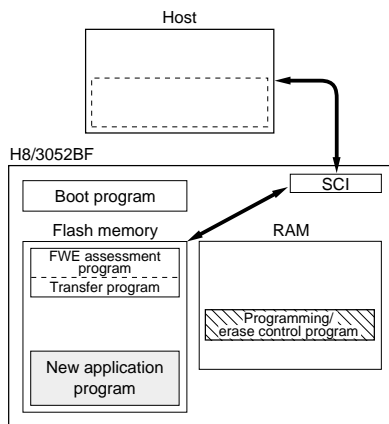 Host
H8/3052BF
SCI
Boot program
Flash memory
RAM
FWE assessment
program
Transfer program
Programming/
erase control program
New application
program